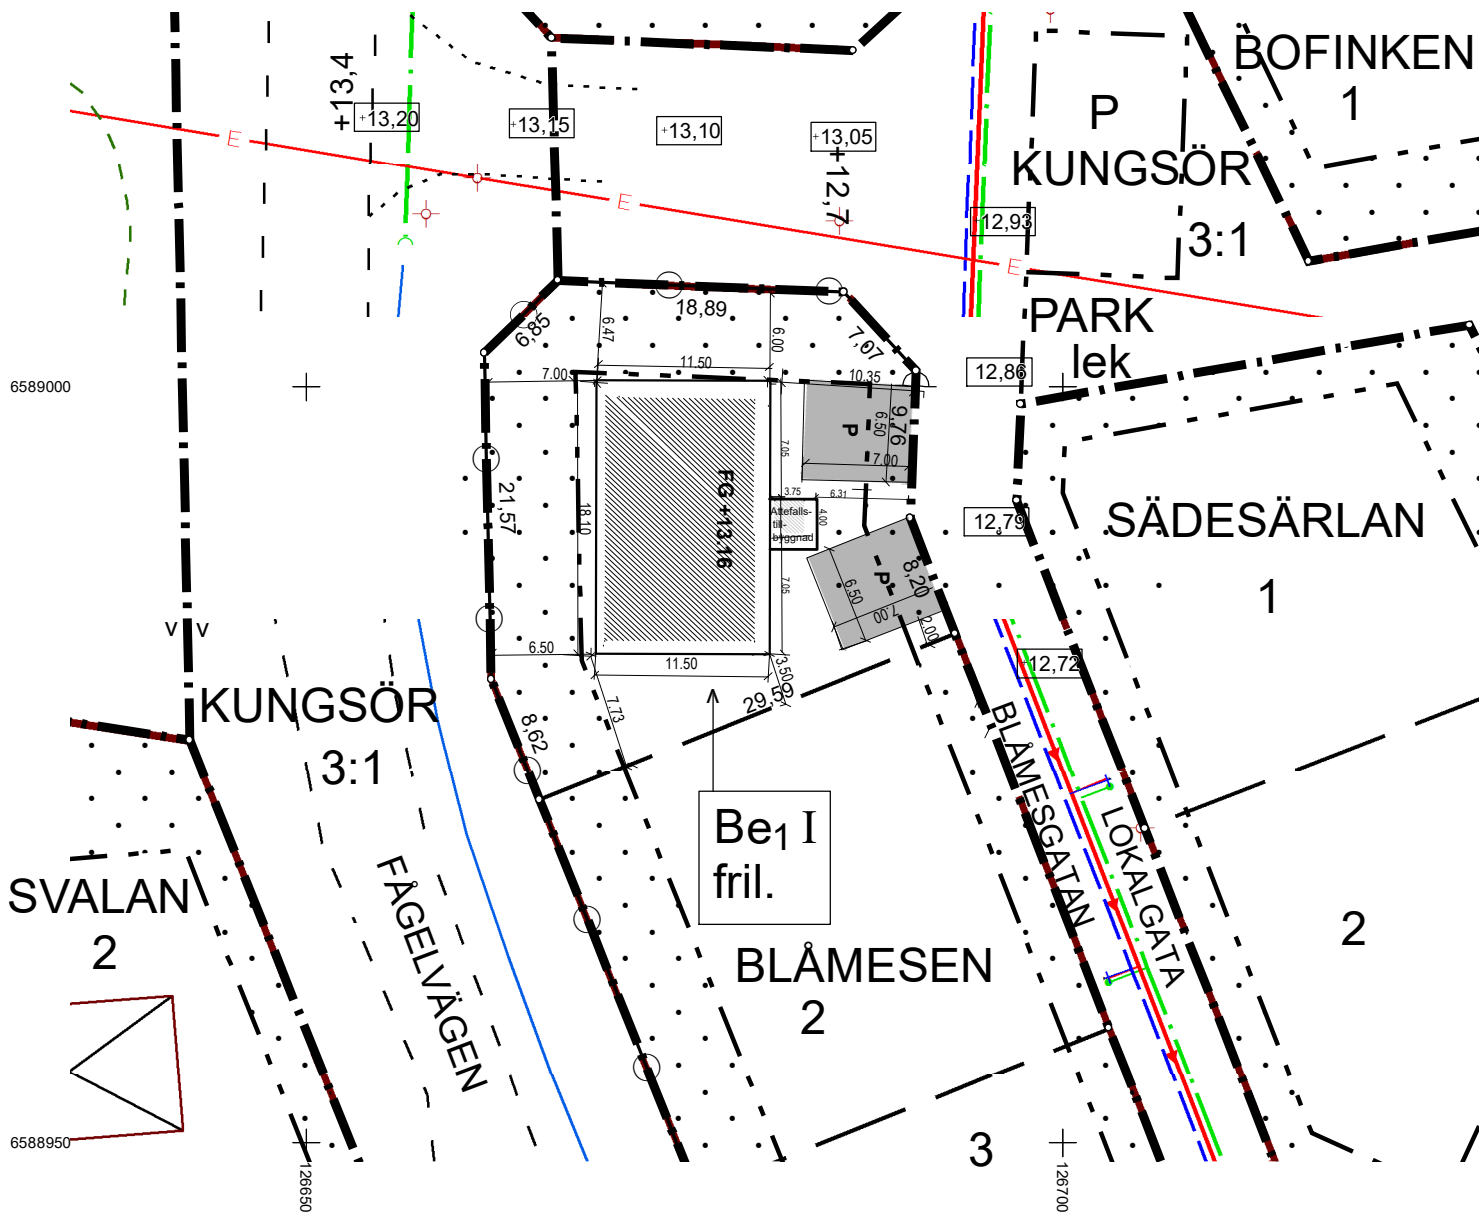 BOFINKEN
1
+13,4
+13,20
+13,15
+13,10
+13,05
+12,7
P
KUNGSÖR
3:1
E
E
E
+12,93
PARK
lek
18,89
6,85
7,07
6.47
6.00
11.50
7.00
10.35
12,86
6589000
9,76
6.50
P
7.00
7.05
FG +13.16
21,57
18.10
3.75
6.31
4.00
Attefalls-
till-
byggnad
12,79
SÄDESÄRLAN
1
8,20
P
6.50
7.00
2.00
7.05
V V
6.50
11.50
3.50
+12,72
KUNGSÖR
3:1
7.73
29,59
8,62
BLÅMESGATAN
LOKALGATA
Be1 I
fril.
SVALAN
2
FÅGELVÄGEN
BLÅMESEN
2
2
3
6588950
126650
126700